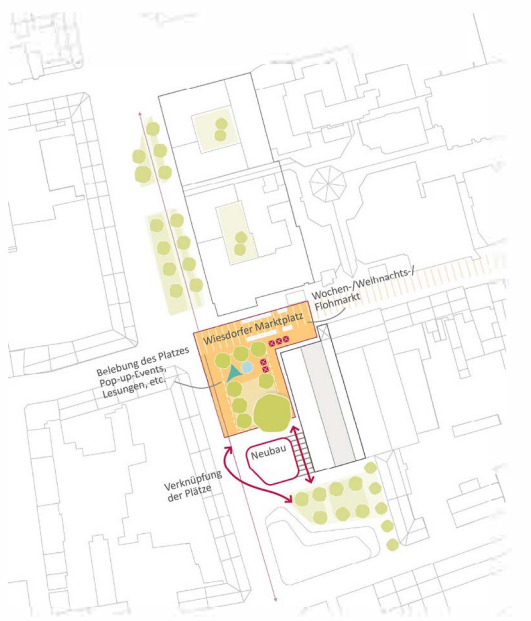 Wochen-/Weihnachts-/
Flohmarkt
Wiesdorfer Marktplatz
Belebung des Platzes
Pop-up-Events,
Lesungen, etc.
Neubau
Verknüpfung
der Plätze